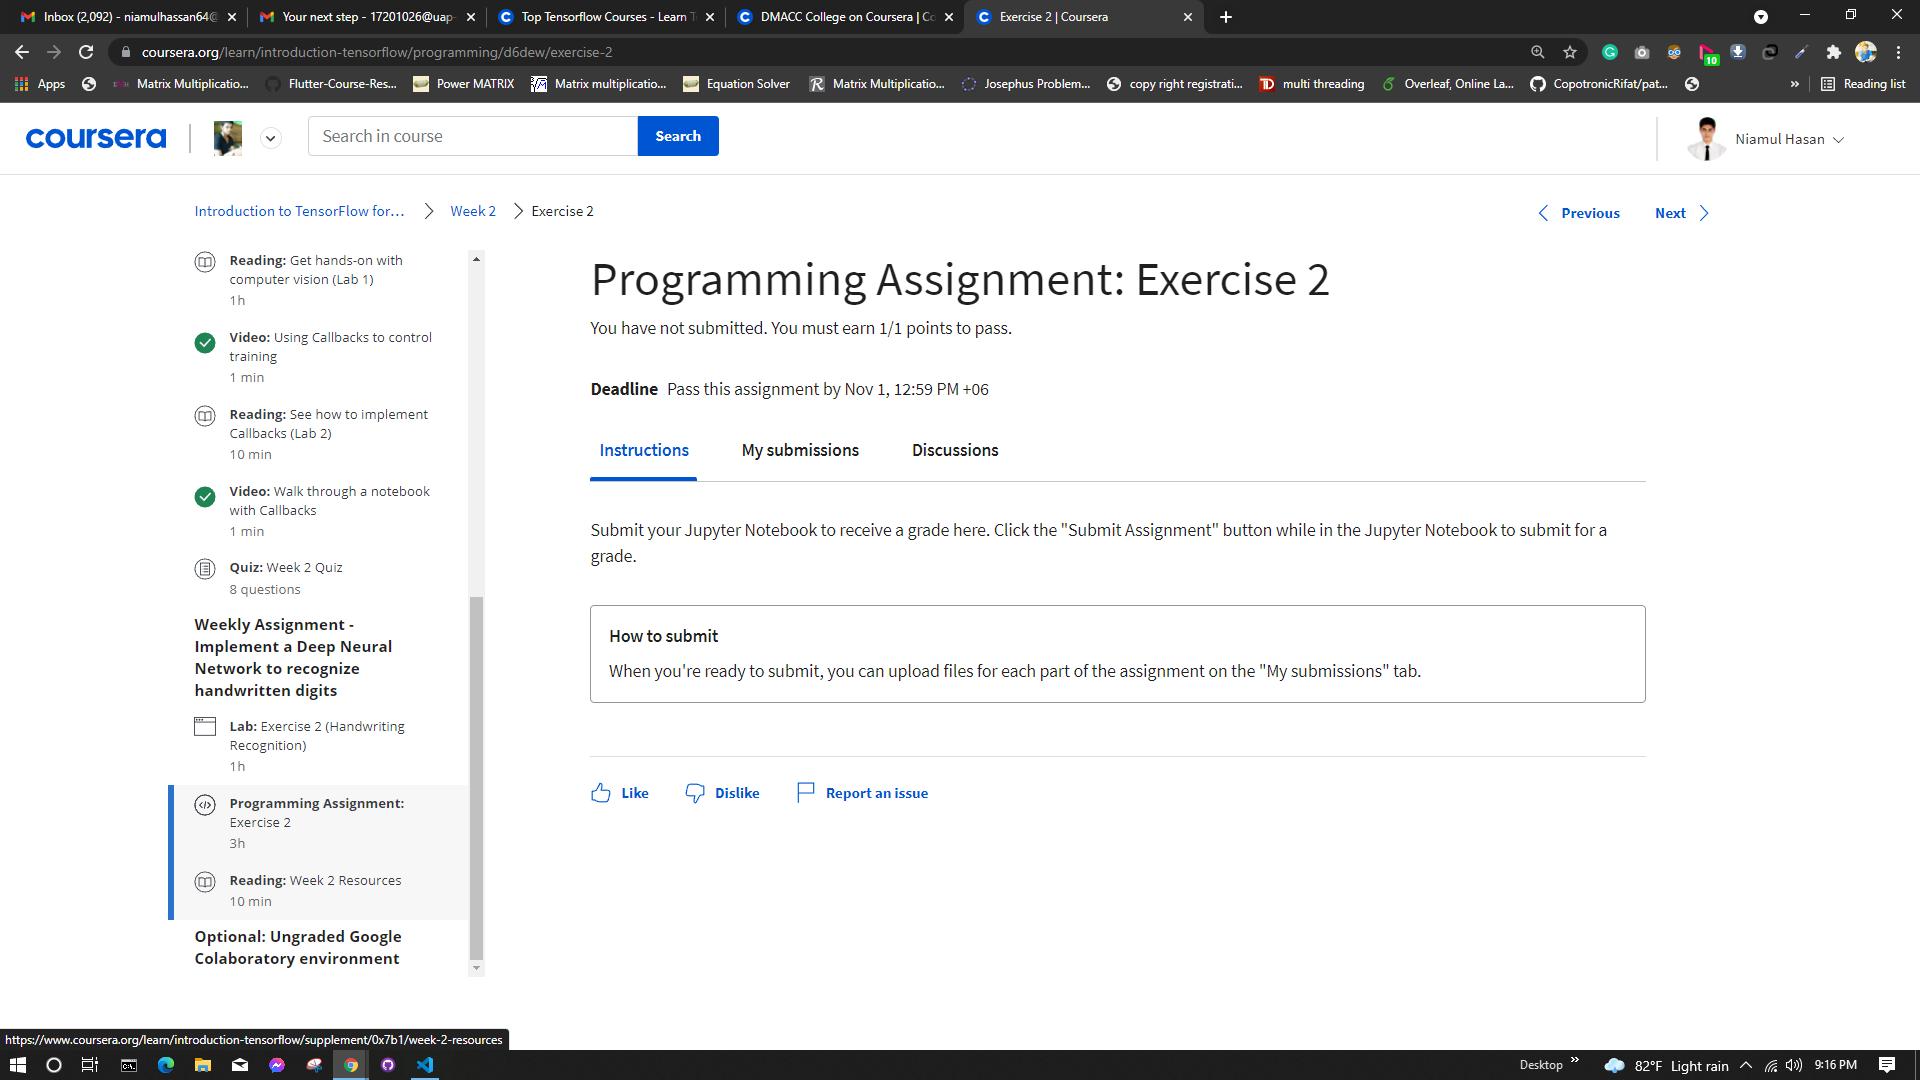 Inbox (2,092) - niamulhassan64@
Your next step - 17201026@uap-
Top Tensorflow Courses - Learn T
DMACC College on Coursera | Co
Exercise 2 | Coursera
coursera.org/learn/introduction-tensorflow/programming/d6dew/exercise-2
10
Apps
Matrix Multiplicatio...
Flutter-Course-Res...
Power MATRIX
Matrix multiplicatio...
Equation Solver
Matrix Multiplicatio...
Josephus Problem...
copy right registrati...
multi threading
Overleaf, Online La...
CopotronicRifat/pat...
»
Reading list
coursera
Search in course
Search
Niamul Hasan
Introduction to TensorFlow for...
Week 2
Exercise 2
Previous
Next
Reading: Get hands-on with
computer vision (Lab 1)
1h
Video: Using Callbacks to control
training
1 min
Reading: See how to implement
Callbacks (Lab 2)
10 min
Video: Walk through a notebook
with Callbacks
1 min
Quiz: Week 2 Quiz
8 questions
Weekly Assignment -
Implement a Deep Neural
Network to recognize
handwritten digits
Lab: Exercise 2 (Handwriting
Recognition)
1h
Programming Assignment:
Exercise 2
3h
Reading: Week 2 Resources
10 min
Optional: Ungraded Google
Colaboratory environment
Programming Assignment: Exercise 2
You have not submitted. You must earn 1/1 points to pass.
Deadline Pass this assignment by Nov 1, 12:59 PM +06
Instructions
My submissions
Discussions
Submit your Jupyter Notebook to receive a grade here. Click the "Submit Assignment" button while in the Jupyter Notebook to submit for a
grade.
How to submit
When you're ready to submit, you can upload files for each part of the assignment on the "My submissions" tab.
Like
Dislike
Report an issue
https://www.coursera.org/learn/introduction-tensorflow/supplement/0x7b1/week-2-resources
Desktop
»
82°F Light rain
9:16 PM